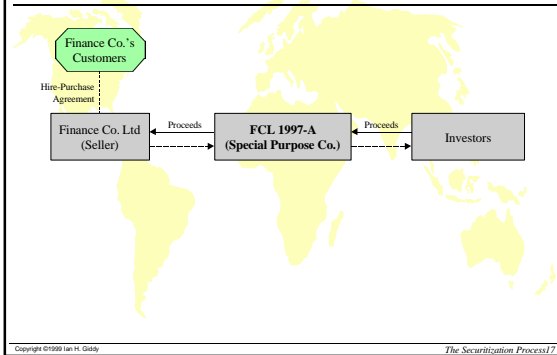 Finance Co.'s
Customers
Hire-Purchase
Agreement
Finance Co. Ltd
(Seller)
Proceeds
FCL 1997-A
(Special Purpose Co.)
Proceeds
Investors
Copyright ©1999 Ian H. Giddy
The Securitization Process17